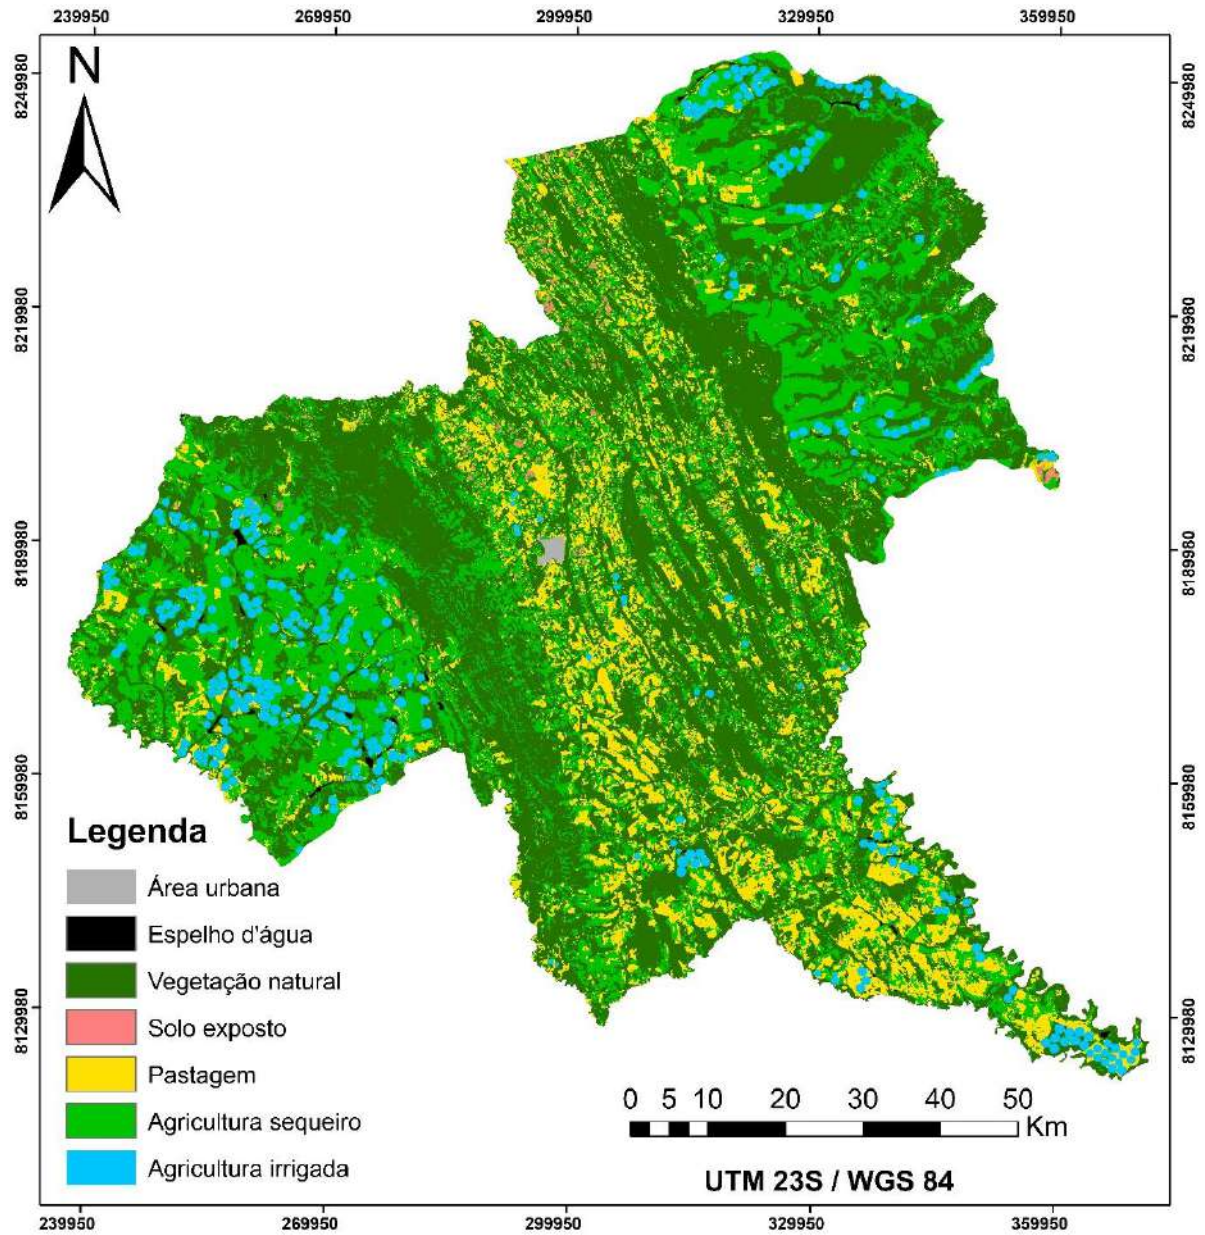 239950 269950 299950 329950 359950
N
8249980
8249980
8219980
8219980
8189980
8189980
8159980
8159980
8129980
8129980
Legenda
Área urbana
Espelho d'água
Vegetação natural
Solo exposto
Pastagem
Agricultura sequeiro
Agricultura irrigada
0 5 10 20 30 40 50
Km
UTM 23S / WGS 84
239950 269950 299950 329950 359950